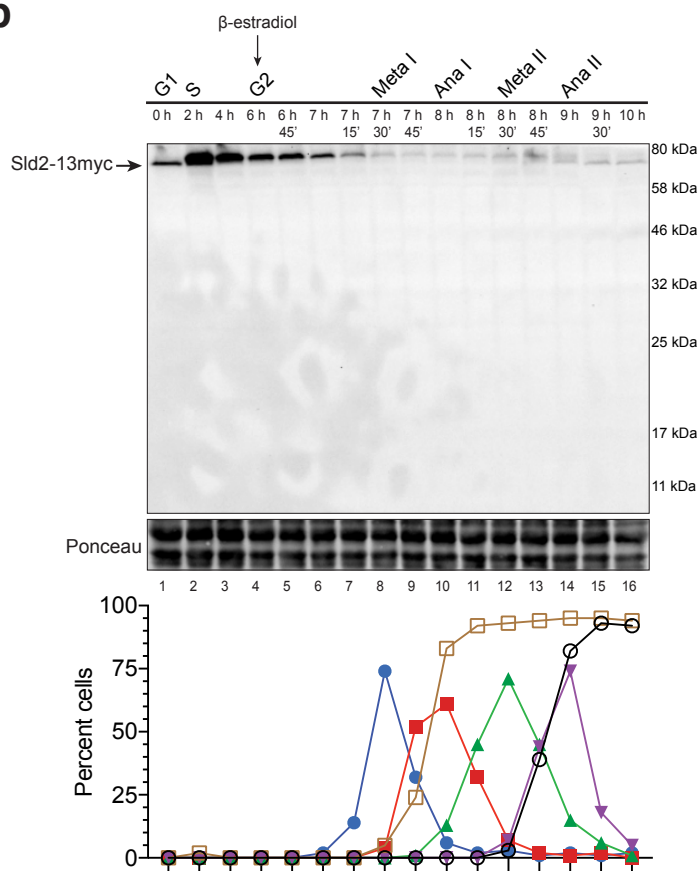 b
β-estradiol
G1 S G2 Meta I Ana I Meta II Ana II
0 h 2 h 4 h 6 h 6 h 7 h 7 h 7 h 7 h 8 h 8 h 8 h 8 h 9 h 9 h 10 h
45’ 15’ 30’ 45’ 15’ 30’ 45’ 30’
80 kDa
Sld2-13myc
58 kDa
46 kDa
32 kDa
25 kDa
17 kDa
11 kDa
Ponceau
1 2 3 4 5 6 7 8 9 10 11 12 13 14 15 16
100
75
50
25
0
Percent cells